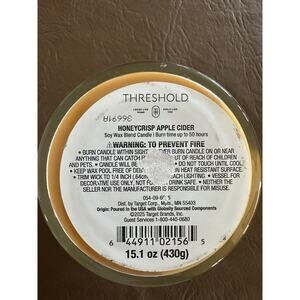 THRESHOLD
36691A
HONEYCRISP APPLE CIDER
Soy Wax Blend Candle | Burn time up to 50 hours
⚠WARNING: TO PREVENT FIRE
• BURN CANDLE WITHIN SIGHT BURN CANDLE ON OR NEAR
ANYTHING THAT CAN CATCH OUT OF REACH OF CHILDREN
AND PETS. • CANDLE WILL DO NOT TOUCH UNTIL COOL.
• KEEP WAX POOL FREE OF HEAT RESISTANT SURFACE.
• TRIM WICK TO 1/4 INCH LIGHTING • VESSEL FOR
DECORATIVE USE ONLY, NOT DRINK SAFE • NEITHER THE
SELLER NOR MANUFACTURER IS RESPONSIBLE FOR MISUSE.
054-09-
Dist. by Target Corp., Mpls., MN 55403
Origin: Poured in the USA with Globally Sourced Components
©2025 Target Brands, Inc.
Guest Services 1-800-440-0680
6 44911 02156 5
15.1 oz (430g)